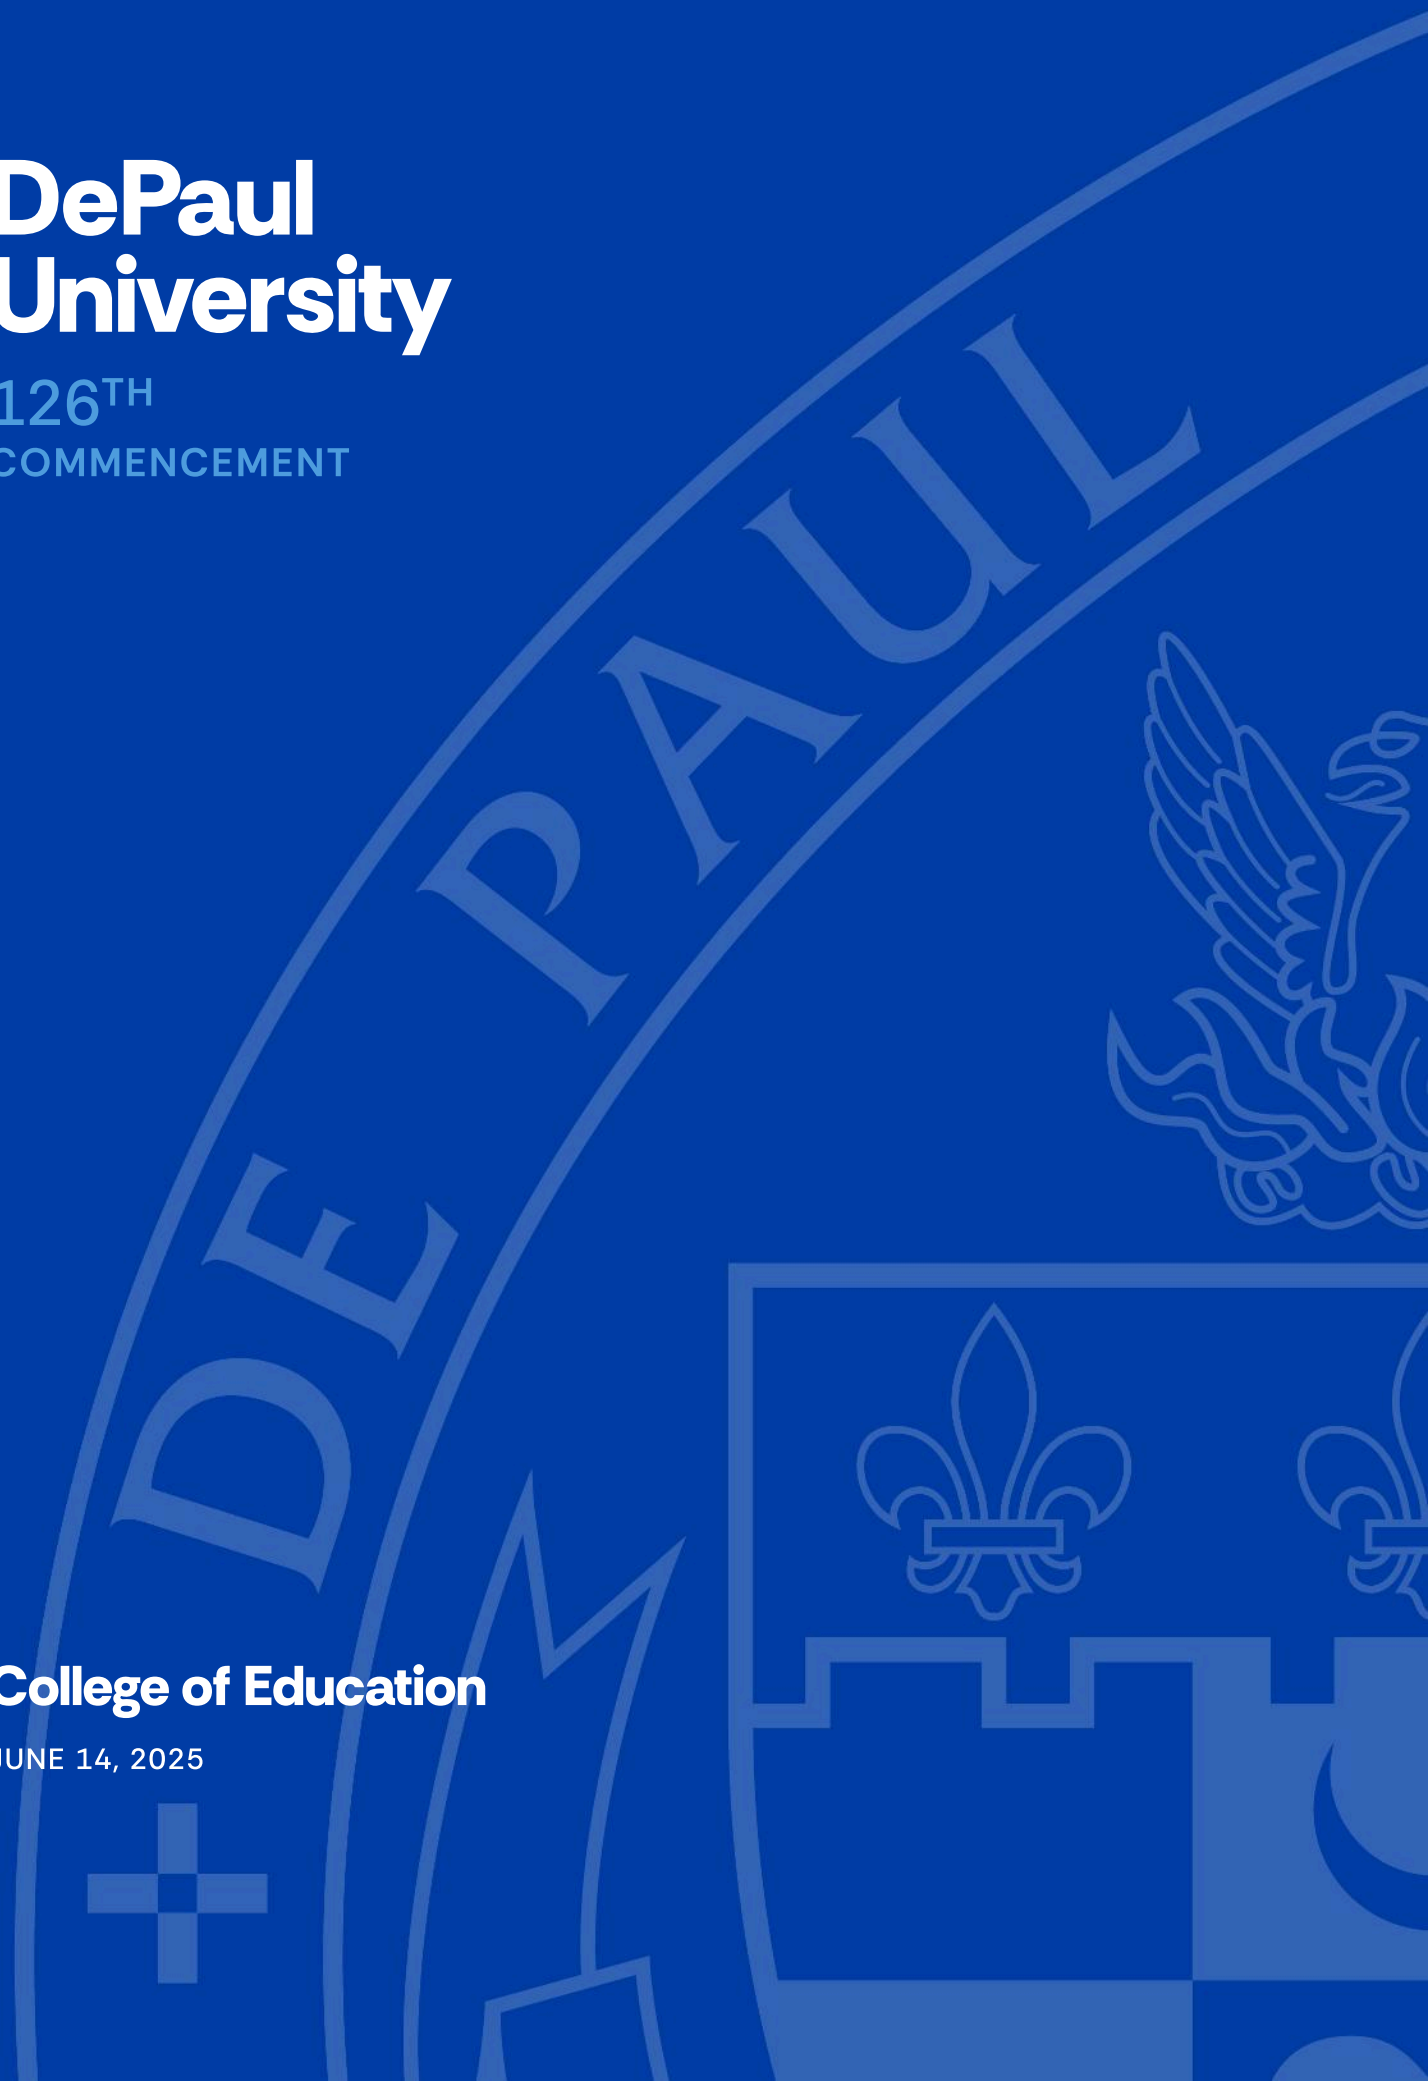 DePaul
University
126TH
COMMENCEMENT
DE PAUL
College of Education
JUNE 14, 2025